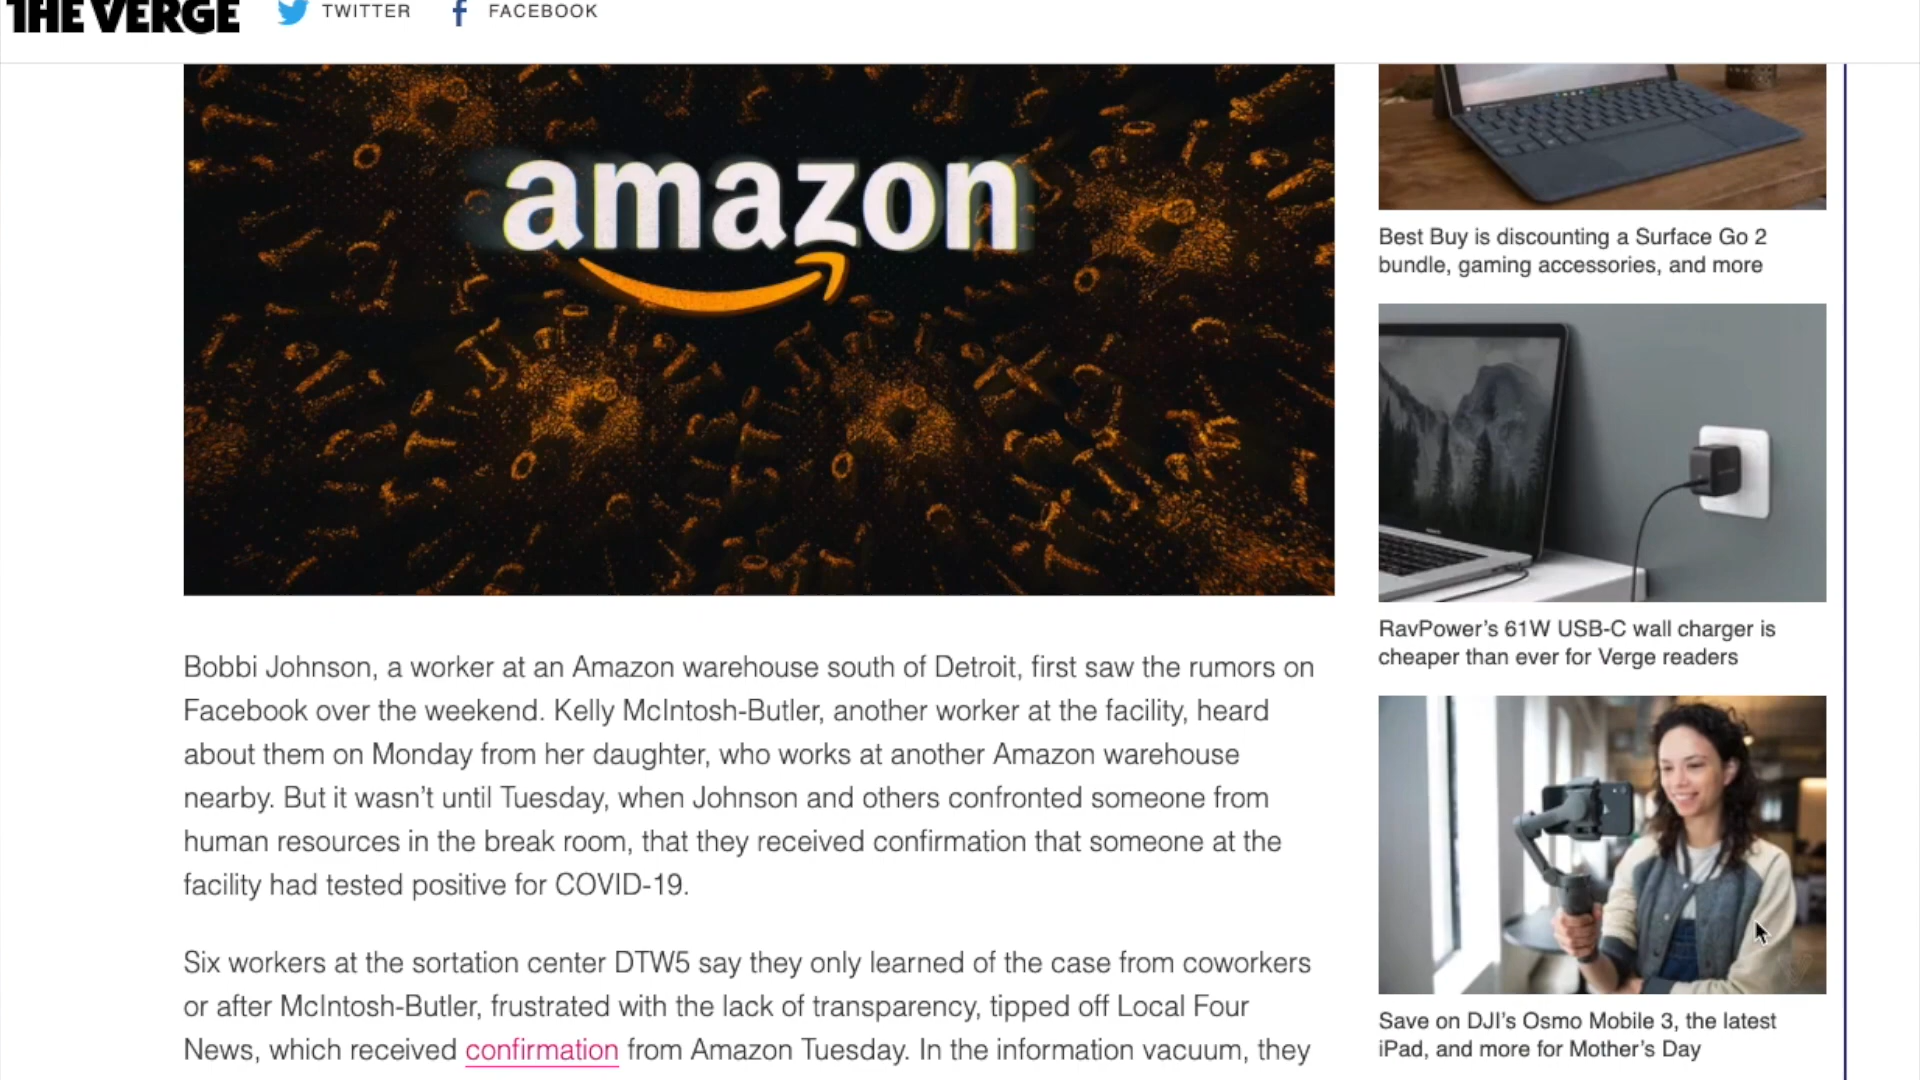 THE VERGE
TWITTER
FACEBOOK
amazon
Bobbi Johnson, a worker at an Amazon warehouse south of Detroit, first saw the rumors on
Facebook over the weekend. Kelly McIntosh-Butler, another worker at the facility, heard
about them on Monday from her daughter, who works at another Amazon warehouse
nearby. But it wasn’t until Tuesday, when Johnson and others confronted someone from
human resources in the break room, that they received confirmation that someone at the
facility had tested positive for COVID-19.
Six workers at the sortation center DTW5 say they only learned of the case from coworkers
or after McIntosh-Butler, frustrated with the lack of transparency, tipped off Local Four
News, which received confirmation from Amazon Tuesday. In the information vacuum, they
Best Buy is discounting a Surface Go 2
bundle, gaming accessories, and more
RavPower’s 61W USB-C wall charger is
cheaper than ever for Verge readers
Save on DJI’s Osmo Mobile 3, the latest
iPad, and more for Mother’s Day